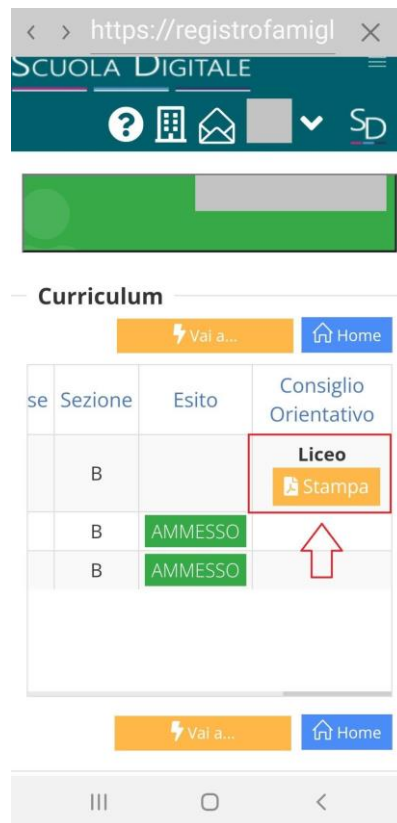 https://registrofamigl
SCUOLA DIGITALE
SD
Curriculum
Vai a...
Home
se Sezione Esito Consiglio
Orientativo
B Liceo
Stampa
B AMMESSO
B AMMESSO
Vai a...
Home